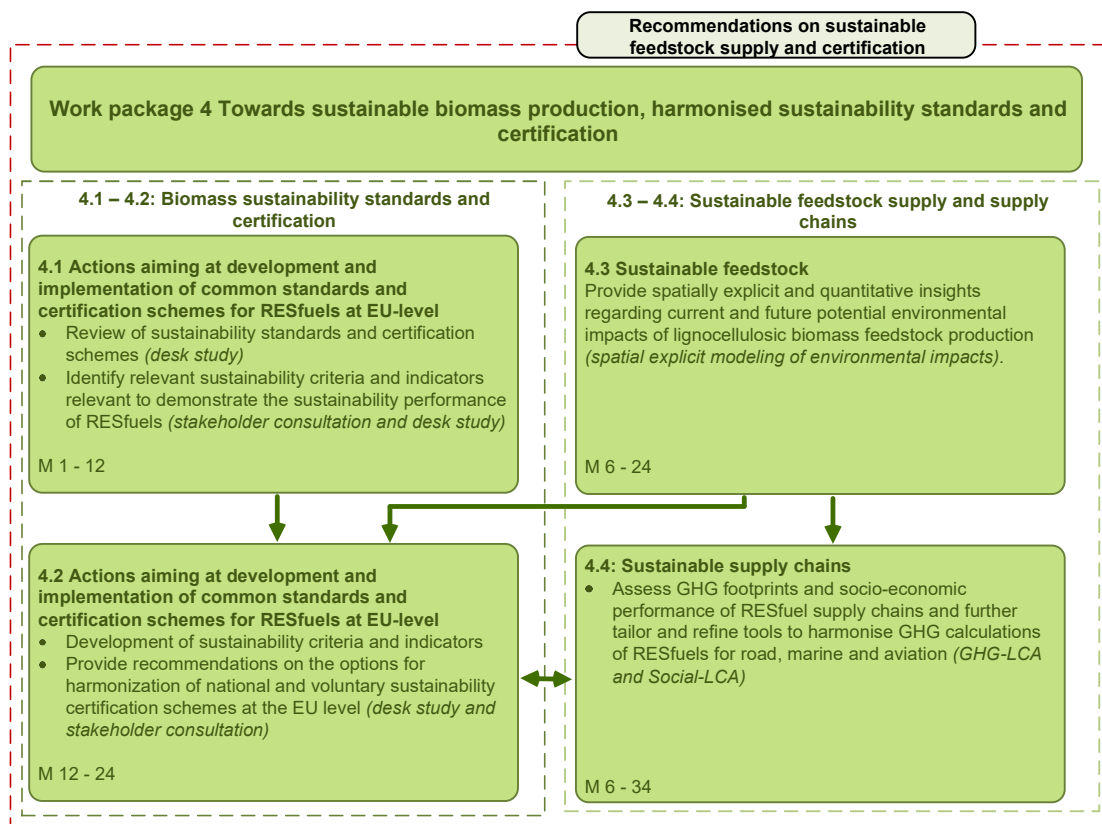 Recommendations on sustainable
feedstock supply and certification
Work package 4 Towards sustainable biomass production, harmonised sustainability standards and
certification
4.1 – 4.2: Biomass sustainability standards and
certification
4.1 Actions aiming at development and
implementation of common standards and
certification schemes for RESfuels at EU-level
• Review of sustainability standards and certification
schemes (desk study)
• Identify relevant sustainability criteria and indicators
relevant to demonstrate the sustainability performance
of RESfuels (stakeholder consultation and desk study)
M 1 - 12
4.2 Actions aiming at development and
implementation of common standards and
certification schemes for RESfuels at EU-level
• Development of sustainability criteria and indicators
• Provide recommendations on the options for
harmonization of national and voluntary sustainability
certification schemes at the EU level (desk study and
stakeholder consultation)
M 12 - 24
4.3 – 4.4: Sustainable feedstock supply and supply
chains
4.3 Sustainable feedstock
Provide spatially explicit and quantitative insights
regarding current and future potential environmental
impacts of lignocellulosic biomass feedstock production
(spatial explicit modeling of environmental impacts).
M 6 - 24
4.4: Sustainable supply chains
• Assess GHG footprints and socio-economic
performance of RESfuel supply chains and further
tailor and refine tools to harmonise GHG calculations
of RESfuels for road, marine and aviation (GHG-LCA
and Social-LCA)
M 6 - 34